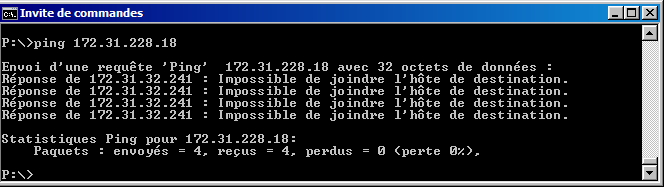 Invite de commandes
P:\>ping 172.31.228.18
Envoi d'une requête 'Ping'  172.31.228.18 avec 32 octets de données :
Réponse de 172.31.32.241 : Impossible de joindre l'hôte de destination.
Réponse de 172.31.32.241 : Impossible de joindre l'hôte de destination.
Réponse de 172.31.32.241 : Impossible de joindre l'hôte de destination.
Réponse de 172.31.32.241 : Impossible de joindre l'hôte de destination.
Statistiques Ping pour 172.31.228.18:
    Paquets : envoyés = 4, reçus = 4, perdus = 0 (perte 0%),
P:\>